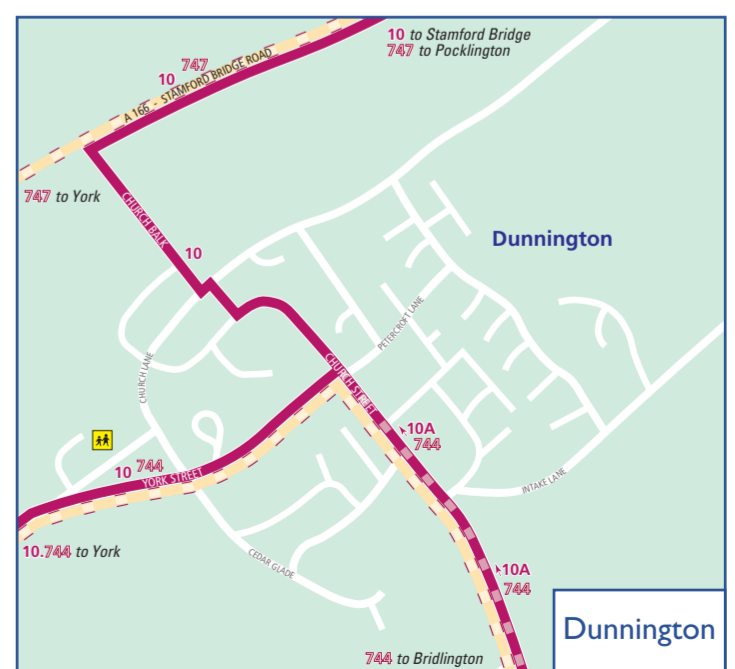 10 to Stamford Bridge
747 to Pocklington
747
10
A 166 - STAMFORD BRIDGE ROAD
747 to York
CHURCH BALK
10
Dunnington
PETERCROFT LANE
CHURCH LANE
CHURCH STREET
10A
744
10 744
YORK STREET
INTAKE LANE
10.744 to York
CEDAR GLADE
10A
744
Dunnington
744 to Bridlington